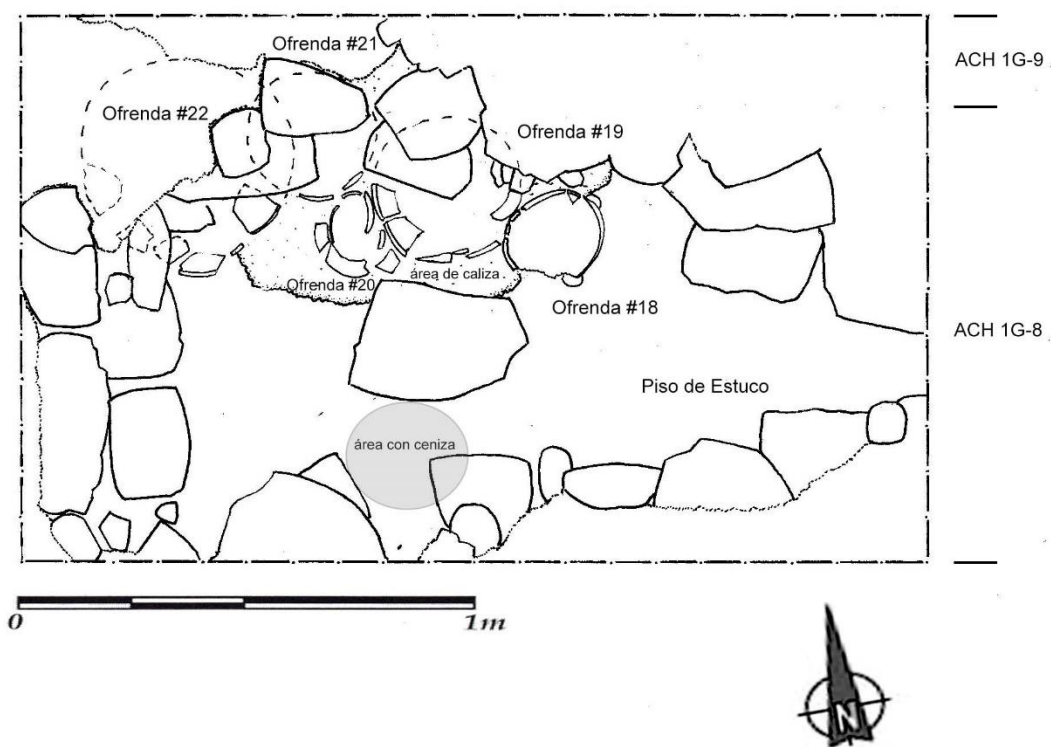 Ofrenda #21
ACH 1G-9
Ofrenda #22
Ofrenda #19
Ofrenda #20
área de caliza
Ofrenda #18
ACH 1G-8
Piso de Estuco
área con ceniza
0
1m
N